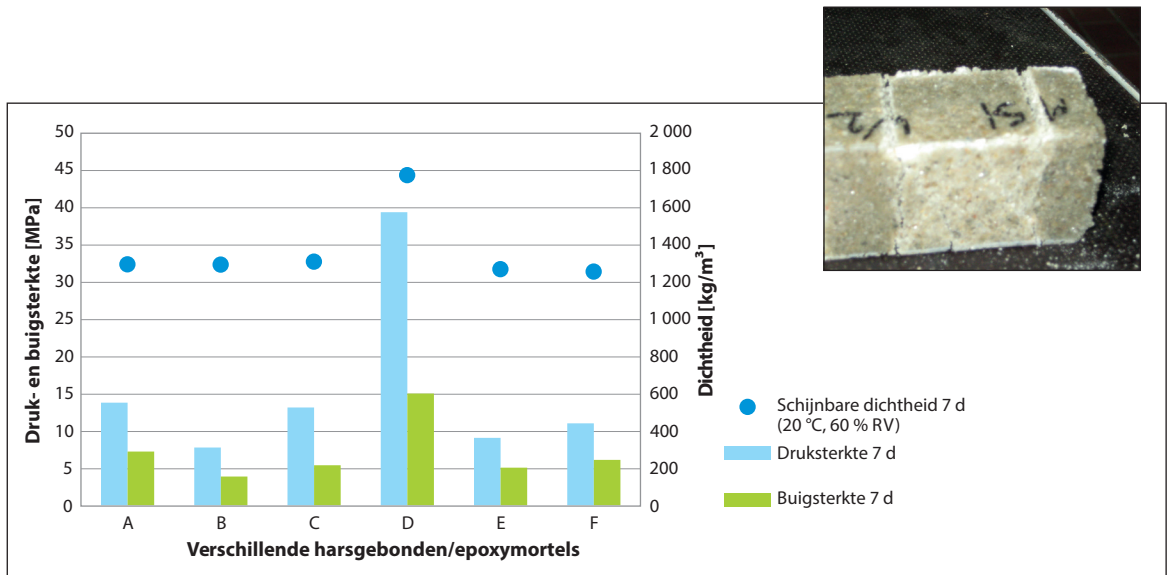 50
45
40
35
30
25
20
15
10
5
0
Druk- en buigsterkte [MPa]
2 000
1 800
1 600
1 400
1 200
1 000
800
600
400
200
0
Dichtheid [kg/m³]
A B C D E F
Verschillende harsgebonden/epoxymortels
Schijnbare dichtheid 7 d
(20 °C, 60 % RV)
Druksterkte 7 d
Buigsterkte 7 d